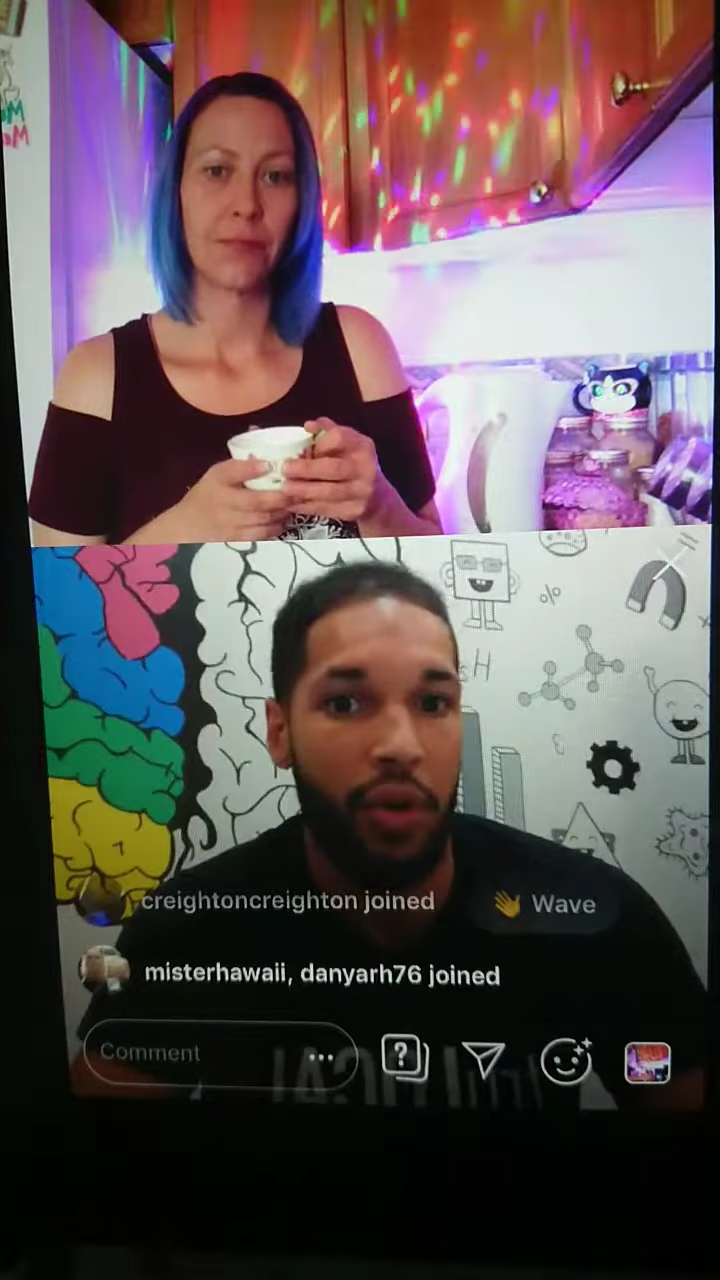 creightoncreighton joined
👋 Wave
misterhawaii, danyarh76 joined
Comment
...
?
%